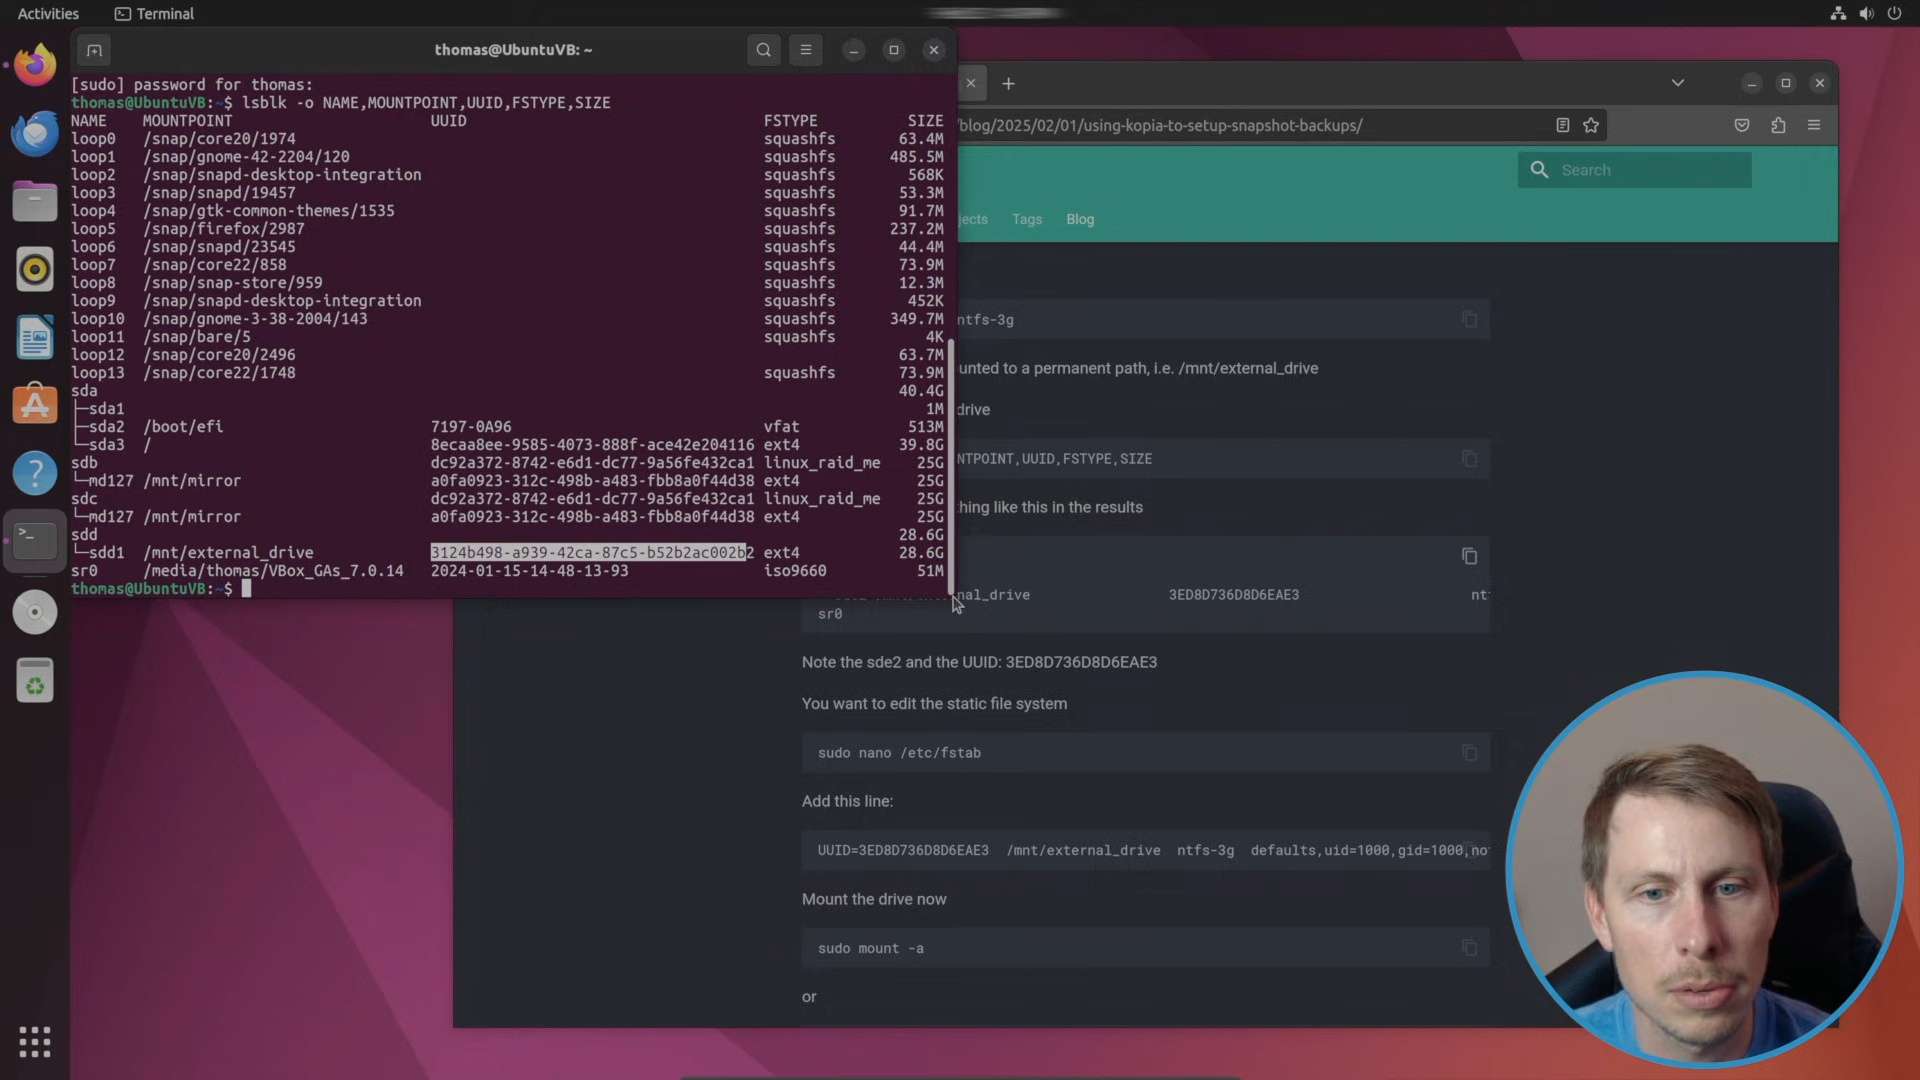 Activities
Terminal
thomas@UbuntuVB: ~
[sudo] password for thomas:
thomas@UbuntuVB:~$ lsblk -o NAME,MOUNTPOINT,UUID,FSTYPE,SIZE
NAME MOUNTPOINT UUID FSTYPE SIZE
loop0 /snap/core20/1974 squashfs 63.4M
loop1 /snap/gnome-42-2204/120 squashfs 485.5M
loop2 /snap/snapd-desktop-integration squashfs 568K
loop3 /snap/snapd/19457 squashfs 53.3M
loop4 /snap/gtk-common-themes/1535 squashfs 91.7M
loop5 /snap/firefox/2987 squashfs 237.2M
loop6 /snap/snapd/23545 squashfs 44.4M
loop7 /snap/core22/858 squashfs 73.9M
loop8 /snap/snap-store/959 squashfs 12.3M
loop9 /snap/snapd-desktop-integration squashfs 452K
loop10 /snap/gnome-3-38-2004/143 squashfs 349.7M
loop11 /snap/bare/5 squashfs 4K
loop12 /snap/core20/2496 63.7M
loop13 /snap/core22/1748 squashfs 73.9M
sda 40.4G
├─sda1 1M
├─sda2 /boot/efi 7197-0A96 vfat 513M
└─sda3 / 8ecaa8ee-9585-4073-888f-ace42e204116 ext4 39.8G
sdb dc92a372-8742-e6d1-dc77-9a56fe432ca1 linux_raid_me 25G
└─md127 /mnt/mirror a0fa0923-312c-498b-a483-fbb8a0f44d38 ext4 25G
sdc dc92a372-8742-e6d1-dc77-9a56fe432ca1 linux_raid_me 25G
└─md127 /mnt/mirror a0fa0923-312c-498b-a483-fbb8a0f44d38 ext4 25G
sdd 28.6G
└─sdd1 /mnt/external_drive 3124b498-a939-42ca-87c5-b52b2ac002b2 ext4 28.6G
sr0 /media/thomas/VBox_GAs_7.0.14 2024-01-15-14-48-13-93 iso9660 51M
thomas@UbuntuVB:~$
/blog/2025/02/01/using-kopia-to-setup-snapshot-backups/
Search
jects Tags Blog
ntfs-3g
unted to a permanent path, i.e. /mnt/external_drive
drive
NTPOINT,UUID,FSTYPE,SIZE
thing like this in the results
nal_drive 3ED8D736D8D6EAE3 nt
sr0
Note the sde2 and the UUID: 3ED8D736D8D6EAE3
You want to edit the static file system
sudo nano /etc/fstab
Add this line:
UUID=3ED8D736D8D6EAE3 /mnt/external_drive ntfs-3g defaults,uid=1000,gid=1000,no
Mount the drive now
sudo mount -a
or